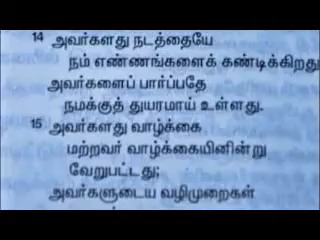 14 அவர்களது நடத்தையே
நம் எண்ணங்களைக் கண்டிக்கிறது
அவர்களைப் பார்ப்பதே
நமக்குத் துயரமாய் உள்ளது.
15 அவர்களது வாழ்க்கை
மற்றவர் வாழ்க்கையினின்று
வேறுபட்டது;
அவர்களுடைய வழிமுறைகள்